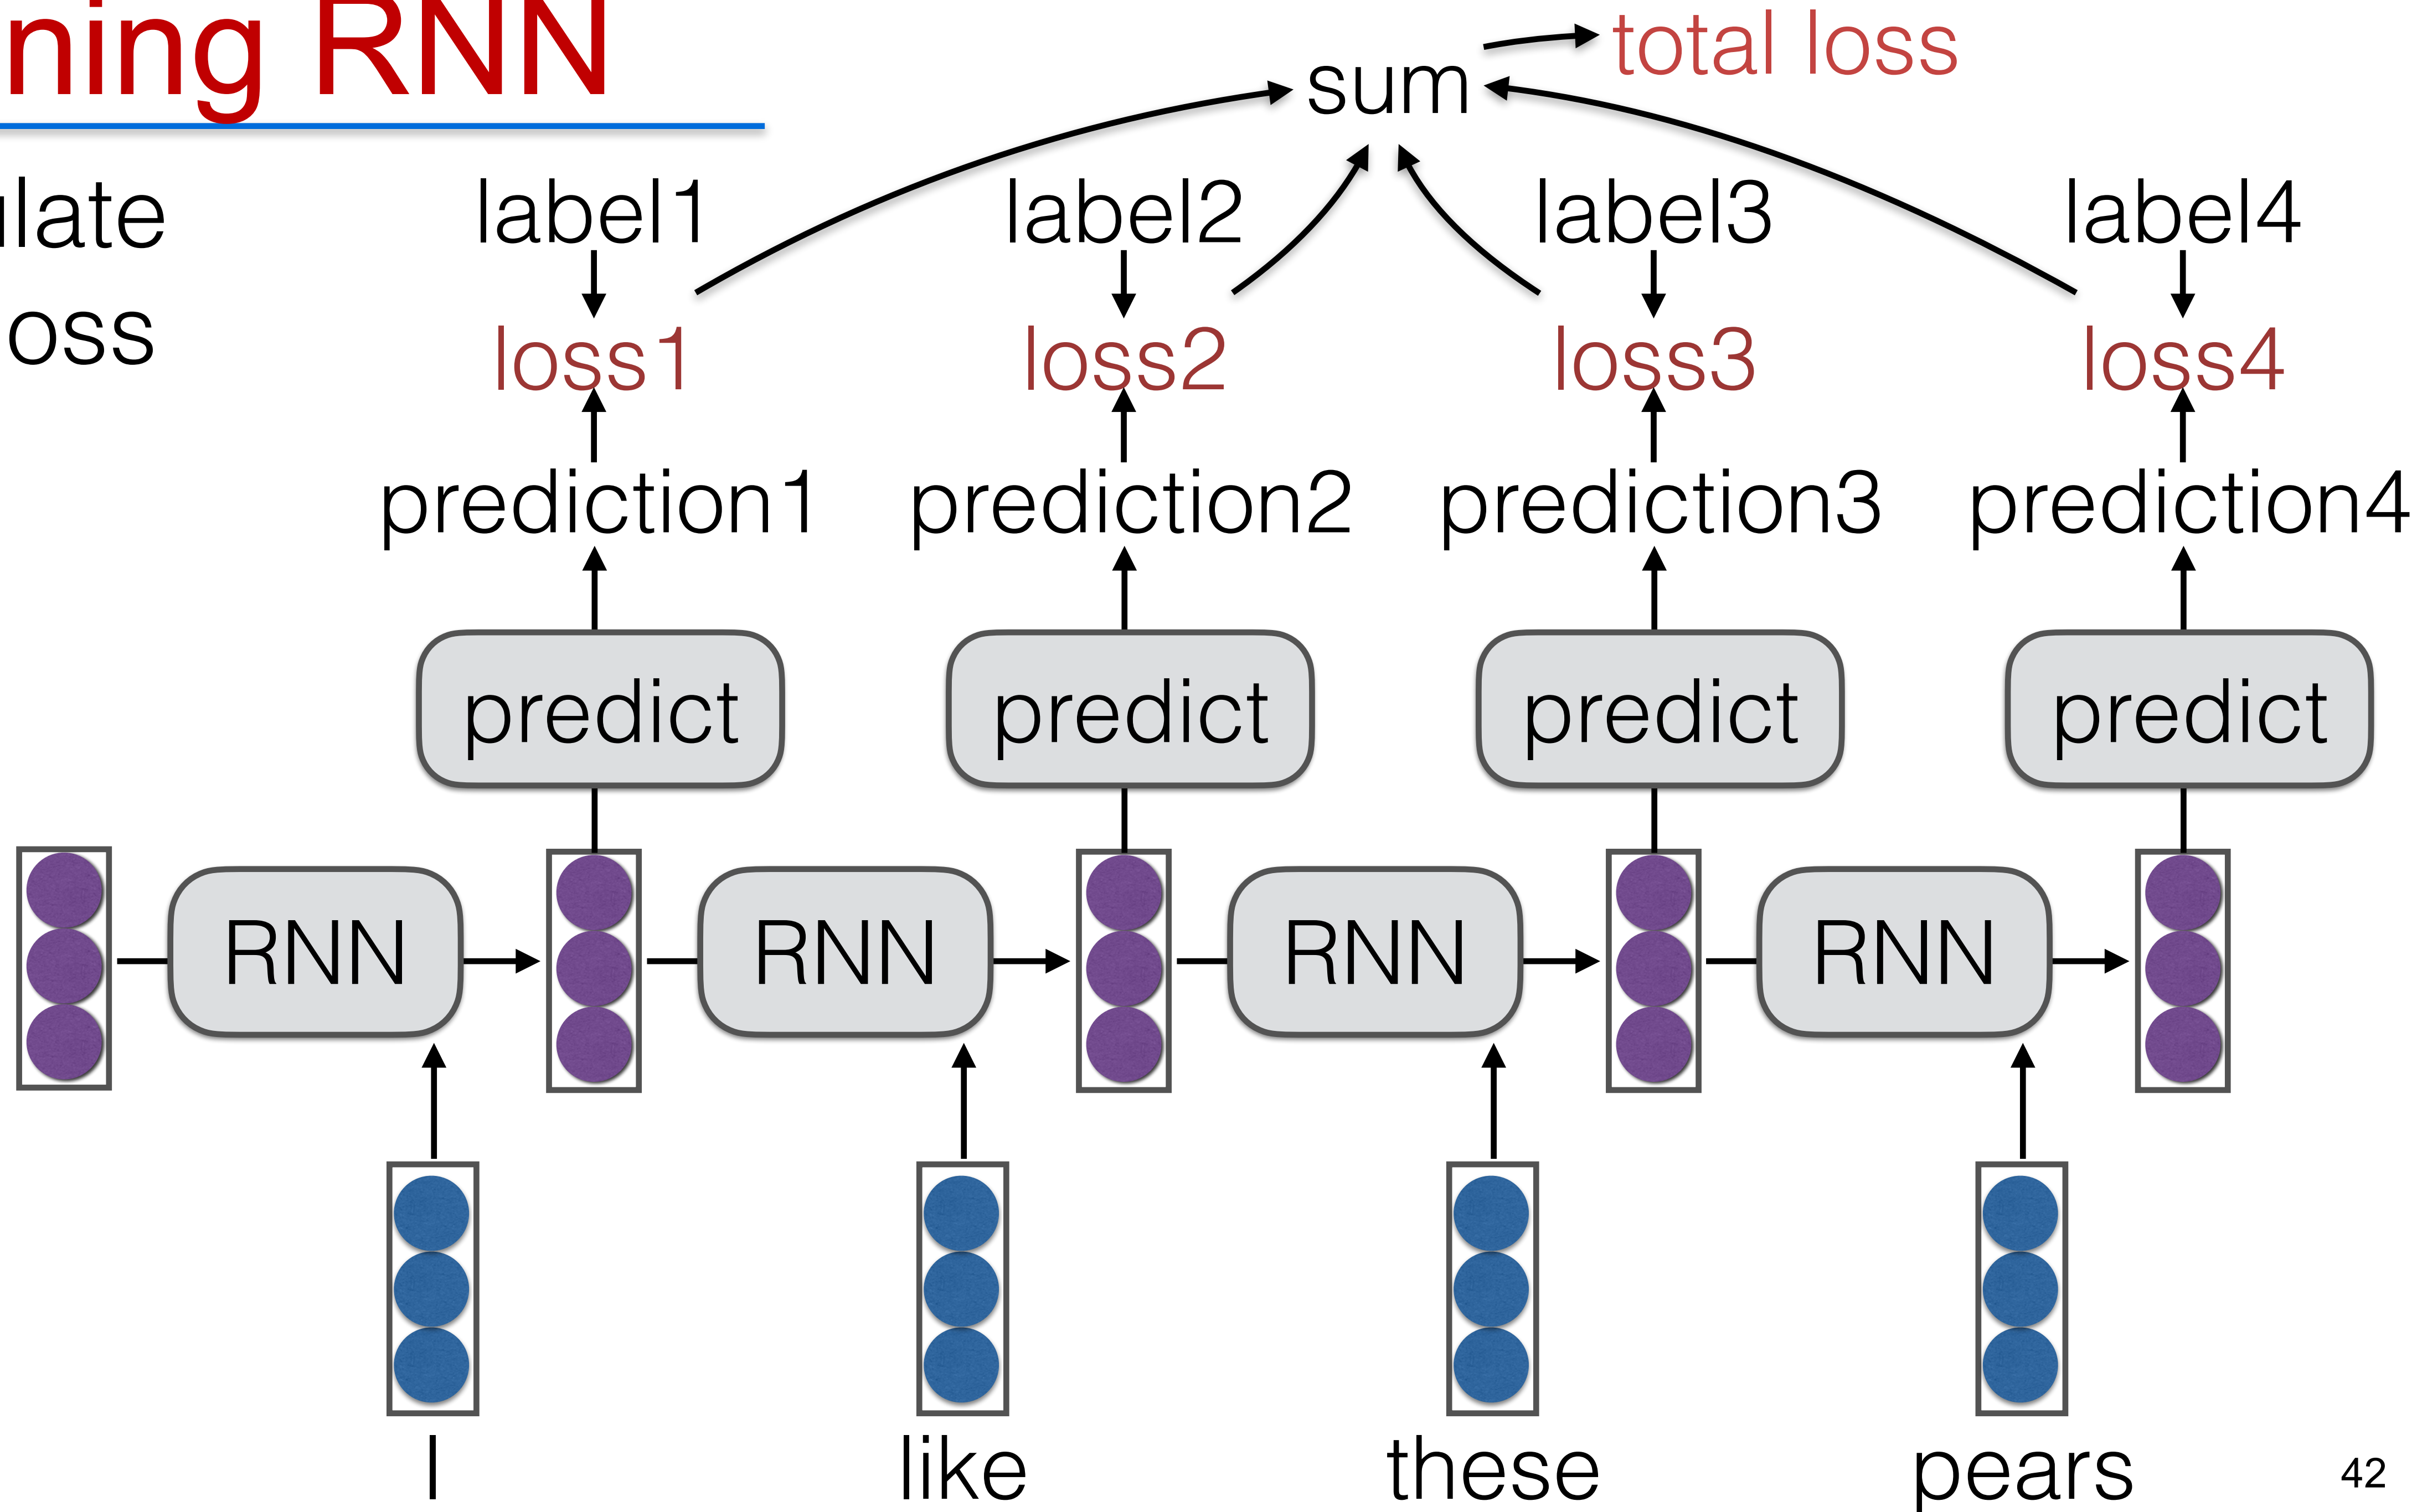 ning RNN
total loss
sum
ulate
oss
label1 label2 label3 label4
loss1 loss2 loss3 loss4
prediction1 prediction2 prediction3 prediction4
predict predict predict predict
RNN RNN RNN RNN
I like these pears
42